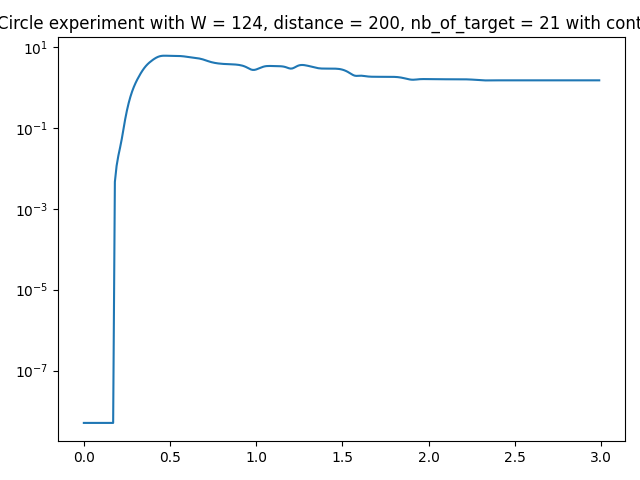 Circle experiment with W = 124, distance = 200, nb_of_target = 21 with cont
10^1
10^-1
10^-3
10^-5
10^-7
0.0 0.5 1.0 1.5 2.0 2.5 3.0